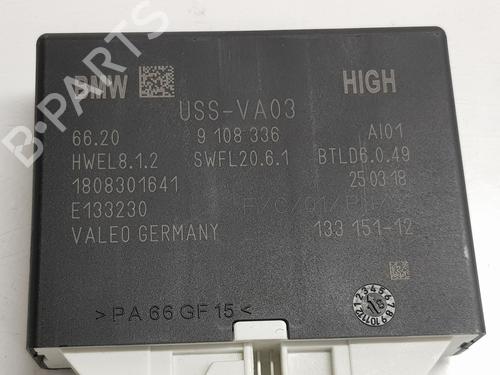 BMW HIGH
USS-VA03
66.20 9 108 336 AI01
HWEL8.1.2 SWFL20.6.1 BTLD6.0.49
1808301641 25.03.18
E133230
VALEO GERMANY 133 151-12
>PA 66 GF 15<
B-PARTS